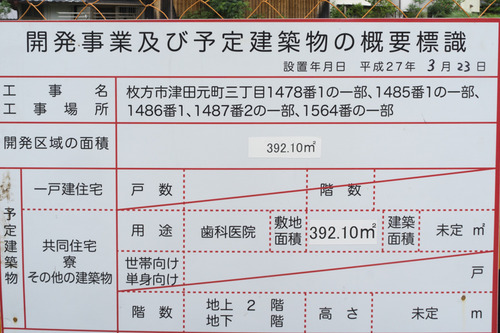 開発事業及び予定建築物の概要標識
設置年月日 平成27年 3月 23日
工事名
工事場所
枚方市津田元町三丁目1478番1の一部、1485番1の一部、
1486番1、1487番2の一部、1564番の一部
開発区域の面積
392.10㎡
予定建築物
一戸建住宅
戸数
階数
共同住宅
寮
その他の建築物
用途
歯科医院
敷地
面積
392.10㎡
建築
面積
未定 ㎡
世帯向け
単身向け
戸
階数
地上 2 階
地下 階
高さ
未定 m